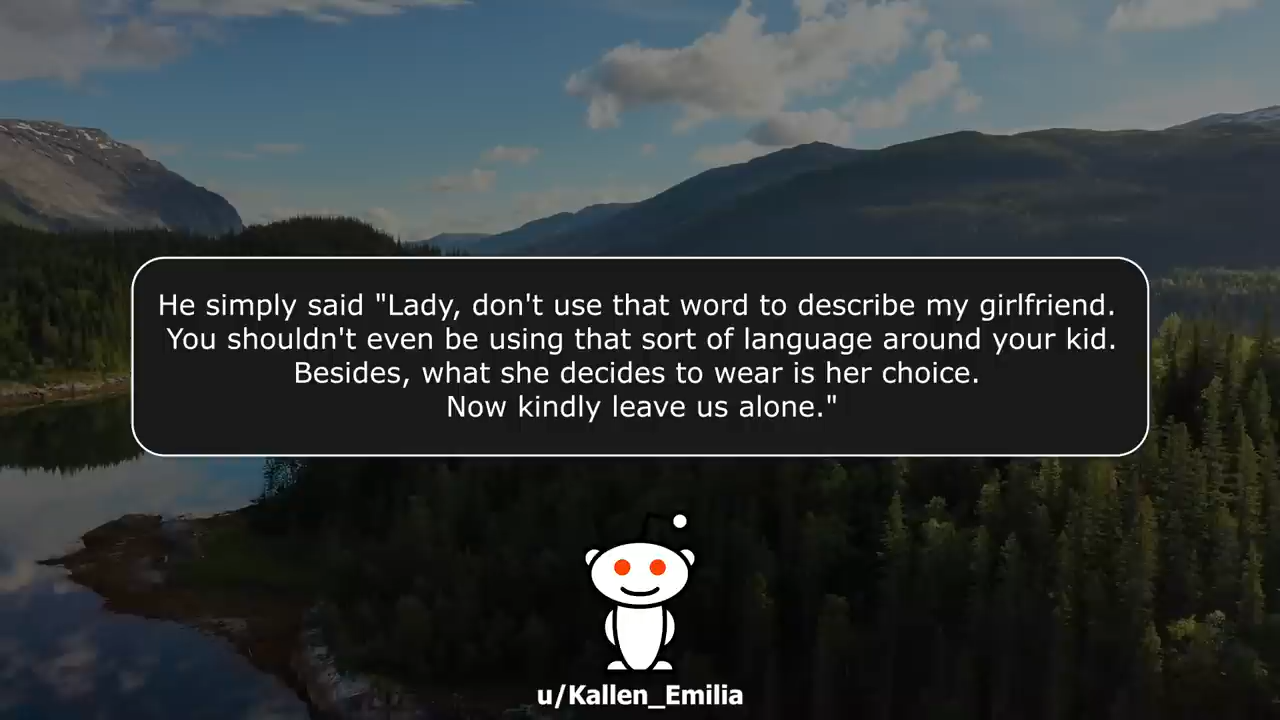 He simply said "Lady, don't use that word to describe my girlfriend.
You shouldn't even be using that sort of language around your kid.
Besides, what she decides to wear is her choice.
Now kindly leave us alone."
u/Kallen_Emilia